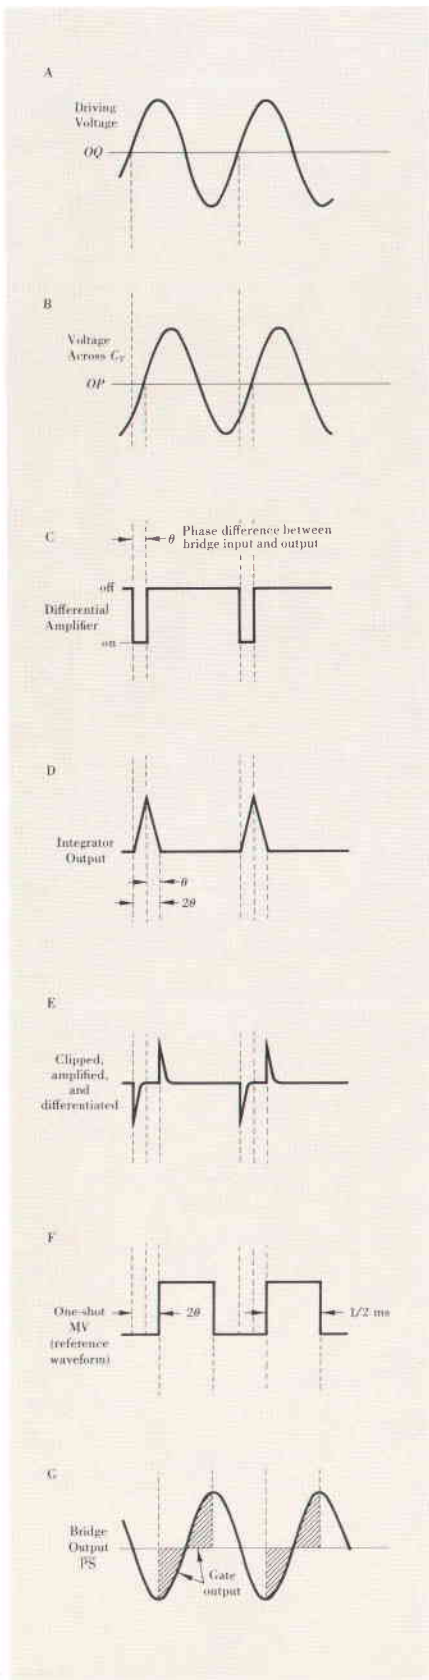 A
Driving
Voltage
OQ
B
Voltage
Across Cₓ
OP
C
θ Phase difference between
bridge input and output
off
Differential
Amplifier
on
D
Integrator
Output
θ
2θ
E
Clipped,
amplified,
and
differentiated
F
One-shot
MV
(reference
waveform)
2θ
1/2 ms
G
Bridge
Output
PS
Gate
output